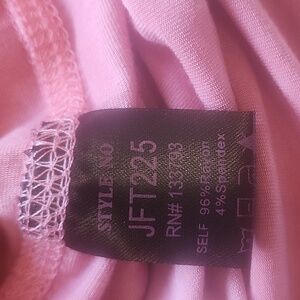 STYLE NO
JFT225
RN# 133793
SELF 96%Rayon
4%Spandex